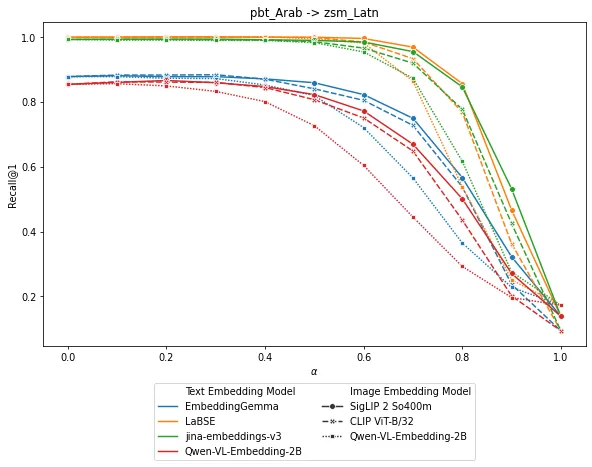 pbt_Arab -> zsm_Latn
Recall@1
1.0
0.8
0.6
0.4
0.2
0.0 0.2 0.4 0.6 0.8 1.0
α
Text Embedding Model Image Embedding Model
EmbeddingGemma SigLIP 2 So400m
LaBSE CLIP ViT-B/32
jina-embeddings-v3 Qwen-VL-Embedding-2B
Qwen-VL-Embedding-2B